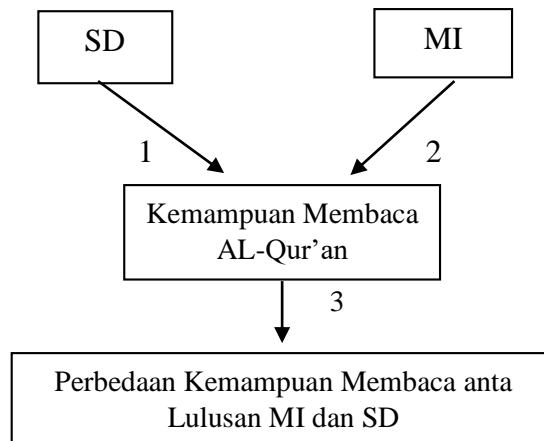 SD
MI
1
2
Kemampuan Membaca
AL-Qur'an
3
Perbedaan Kemampuan Membaca anta
Lulusan MI dan SD